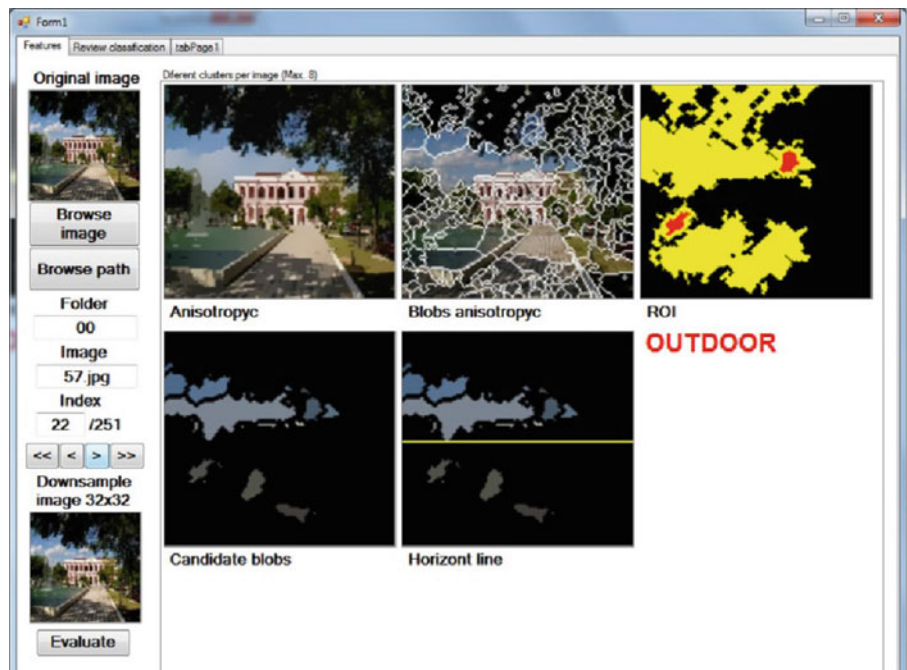 Form1
Features
Review classification
tabPage1
Original image
Browse
image
Browse path
Folder
00
Image
57.jpg
Index
22 /251
<< < > >>
Downsample
image 32x32
Evaluate
Diferent clusters per image (Max. 8)
Anisotropyc
Blobs anisotropyc
ROI
OUTDOOR
Candidate blobs
Horizont line